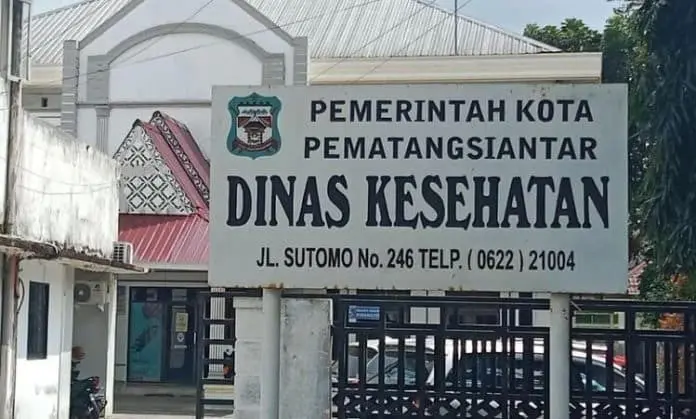 PEMERINTAH KOTA
PEMATANGSIANTAR
DINAS KESEHATAN
JL. SUTOMO No. 246 TELP. ( 0622 ) 21004